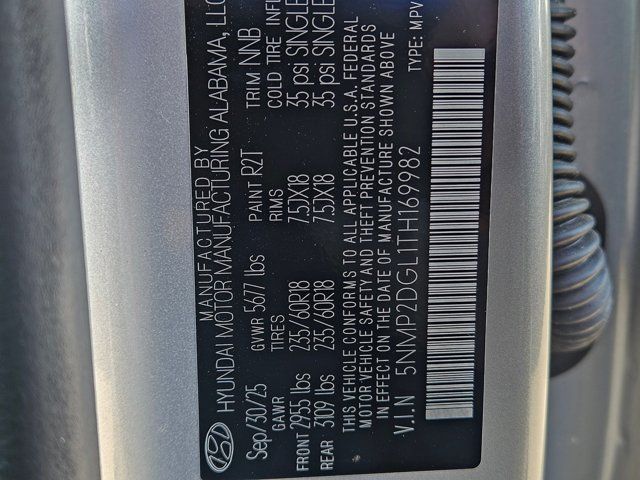 MANUFACTURED BY
HYUNDAI MOTOR MANUFACTURING ALABAMA, LLC
Sep/30/25 GVWR 5677 lbs PAINT R2T TRIM NNB
GAWR TIRES RIMS COLD TIRE INFL
FRONT 2955 lbs 235/60R18 7.5JX18 35 psi SINGLE
REAR 3109 lbs 235/60R18 7.5JX18 35 psi SINGLE
THIS VEHICLE CONFORMS TO ALL APPLICABLE U.S.A. FEDERAL
MOTOR VEHICLE SAFETY AND THEFT PREVENTION STANDARDS
IN EFFECT ON THE DATE OF MANUFACTURE SHOWN ABOVE
V.I.N 5NMP2DGL1TH169982 TYPE: MPV